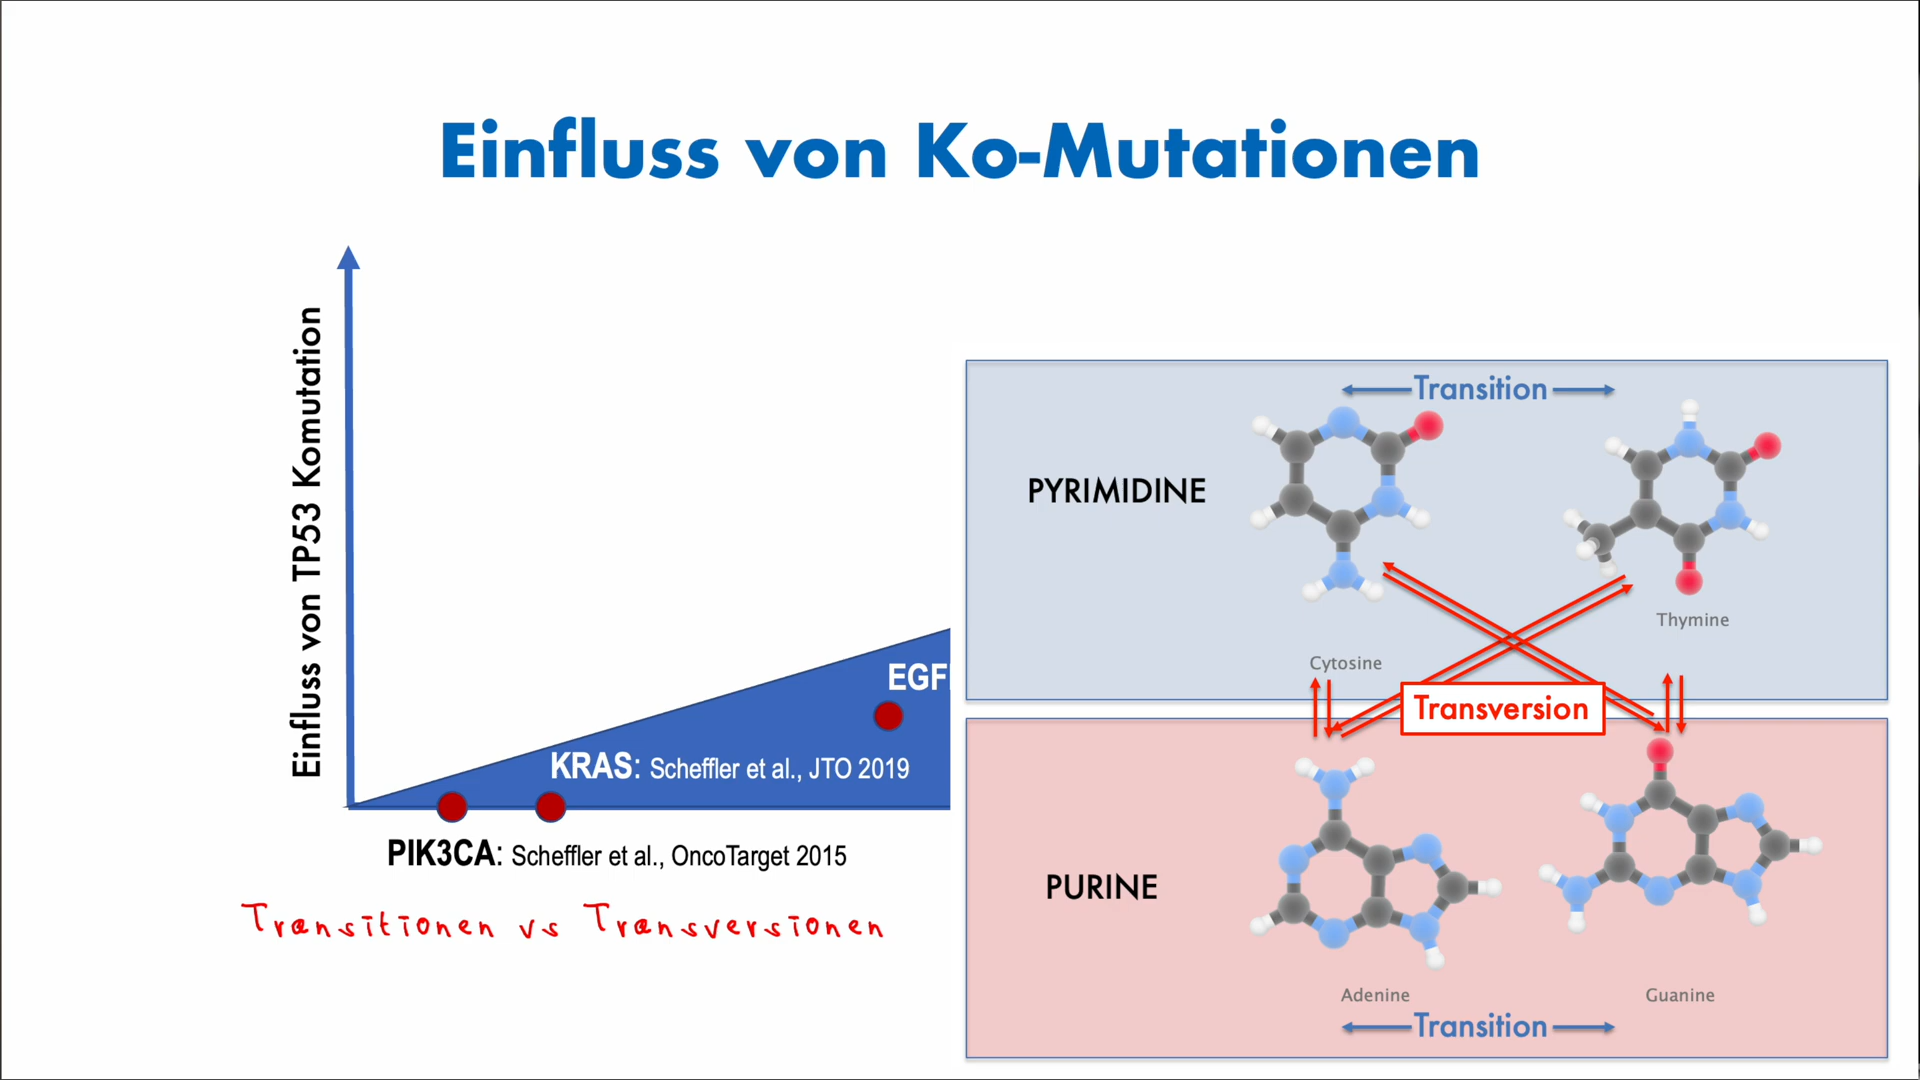 Einfluss von Ko-Mutationen
Einfluss von TP53 Komutation
EGF
KRAS: Scheffler et al., JTO 2019
PIK3CA: Scheffler et al., OncoTarget 2015
Transitionen vs Transversionen
Transition
PYRIMIDINE
Thymine
Cytosine
Transversion
PURINE
Adenine
Guanine
Transition